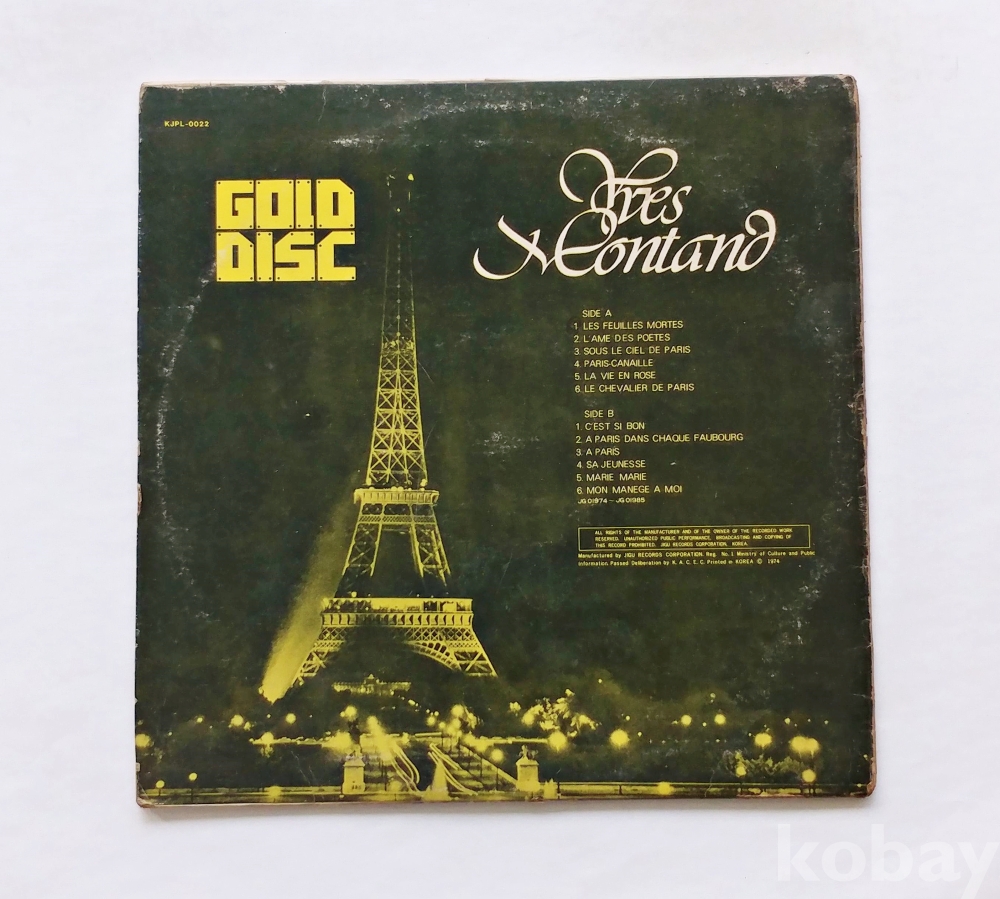 KJPL-0022
GOLD
DISC
Yves
Montand
SIDE A
1. LES FEUILLES MORTES
2. L'AME DES POETES
3. SOUS LE CIEL DE PARIS
4. PARIS-CANAILLE
5. LA VIE EN ROSE
6. LE CHEVALIER DE PARIS
SIDE B
1. C'EST SI BON
2. A PARIS DANS CHAQUE FAUBOURG
3. A PARIS
4. SA JEUNESSE
5. MARIE MARIE
6. MON MANEGE A MOI
JG 01974 — JG 01985
ALL RIGHTS OF THE MANUFACTURER AND OF THE OWNER OF THE RECORDED WORK
RESERVED. UNAUTHORIZED PUBLIC PERFORMANCE, BROADCASTING AND COPYING OF
THIS RECORD PROHIBITED. JIGU RECORDS CORPORATION, KOREA.
Manufactured by JIGU RECORDS CORPORATION. Reg. No. 1. Ministry of Culture and Public
Information. Passed Deliberation by K. A. C. E. C. Printed in KOREA © 1974
kobay